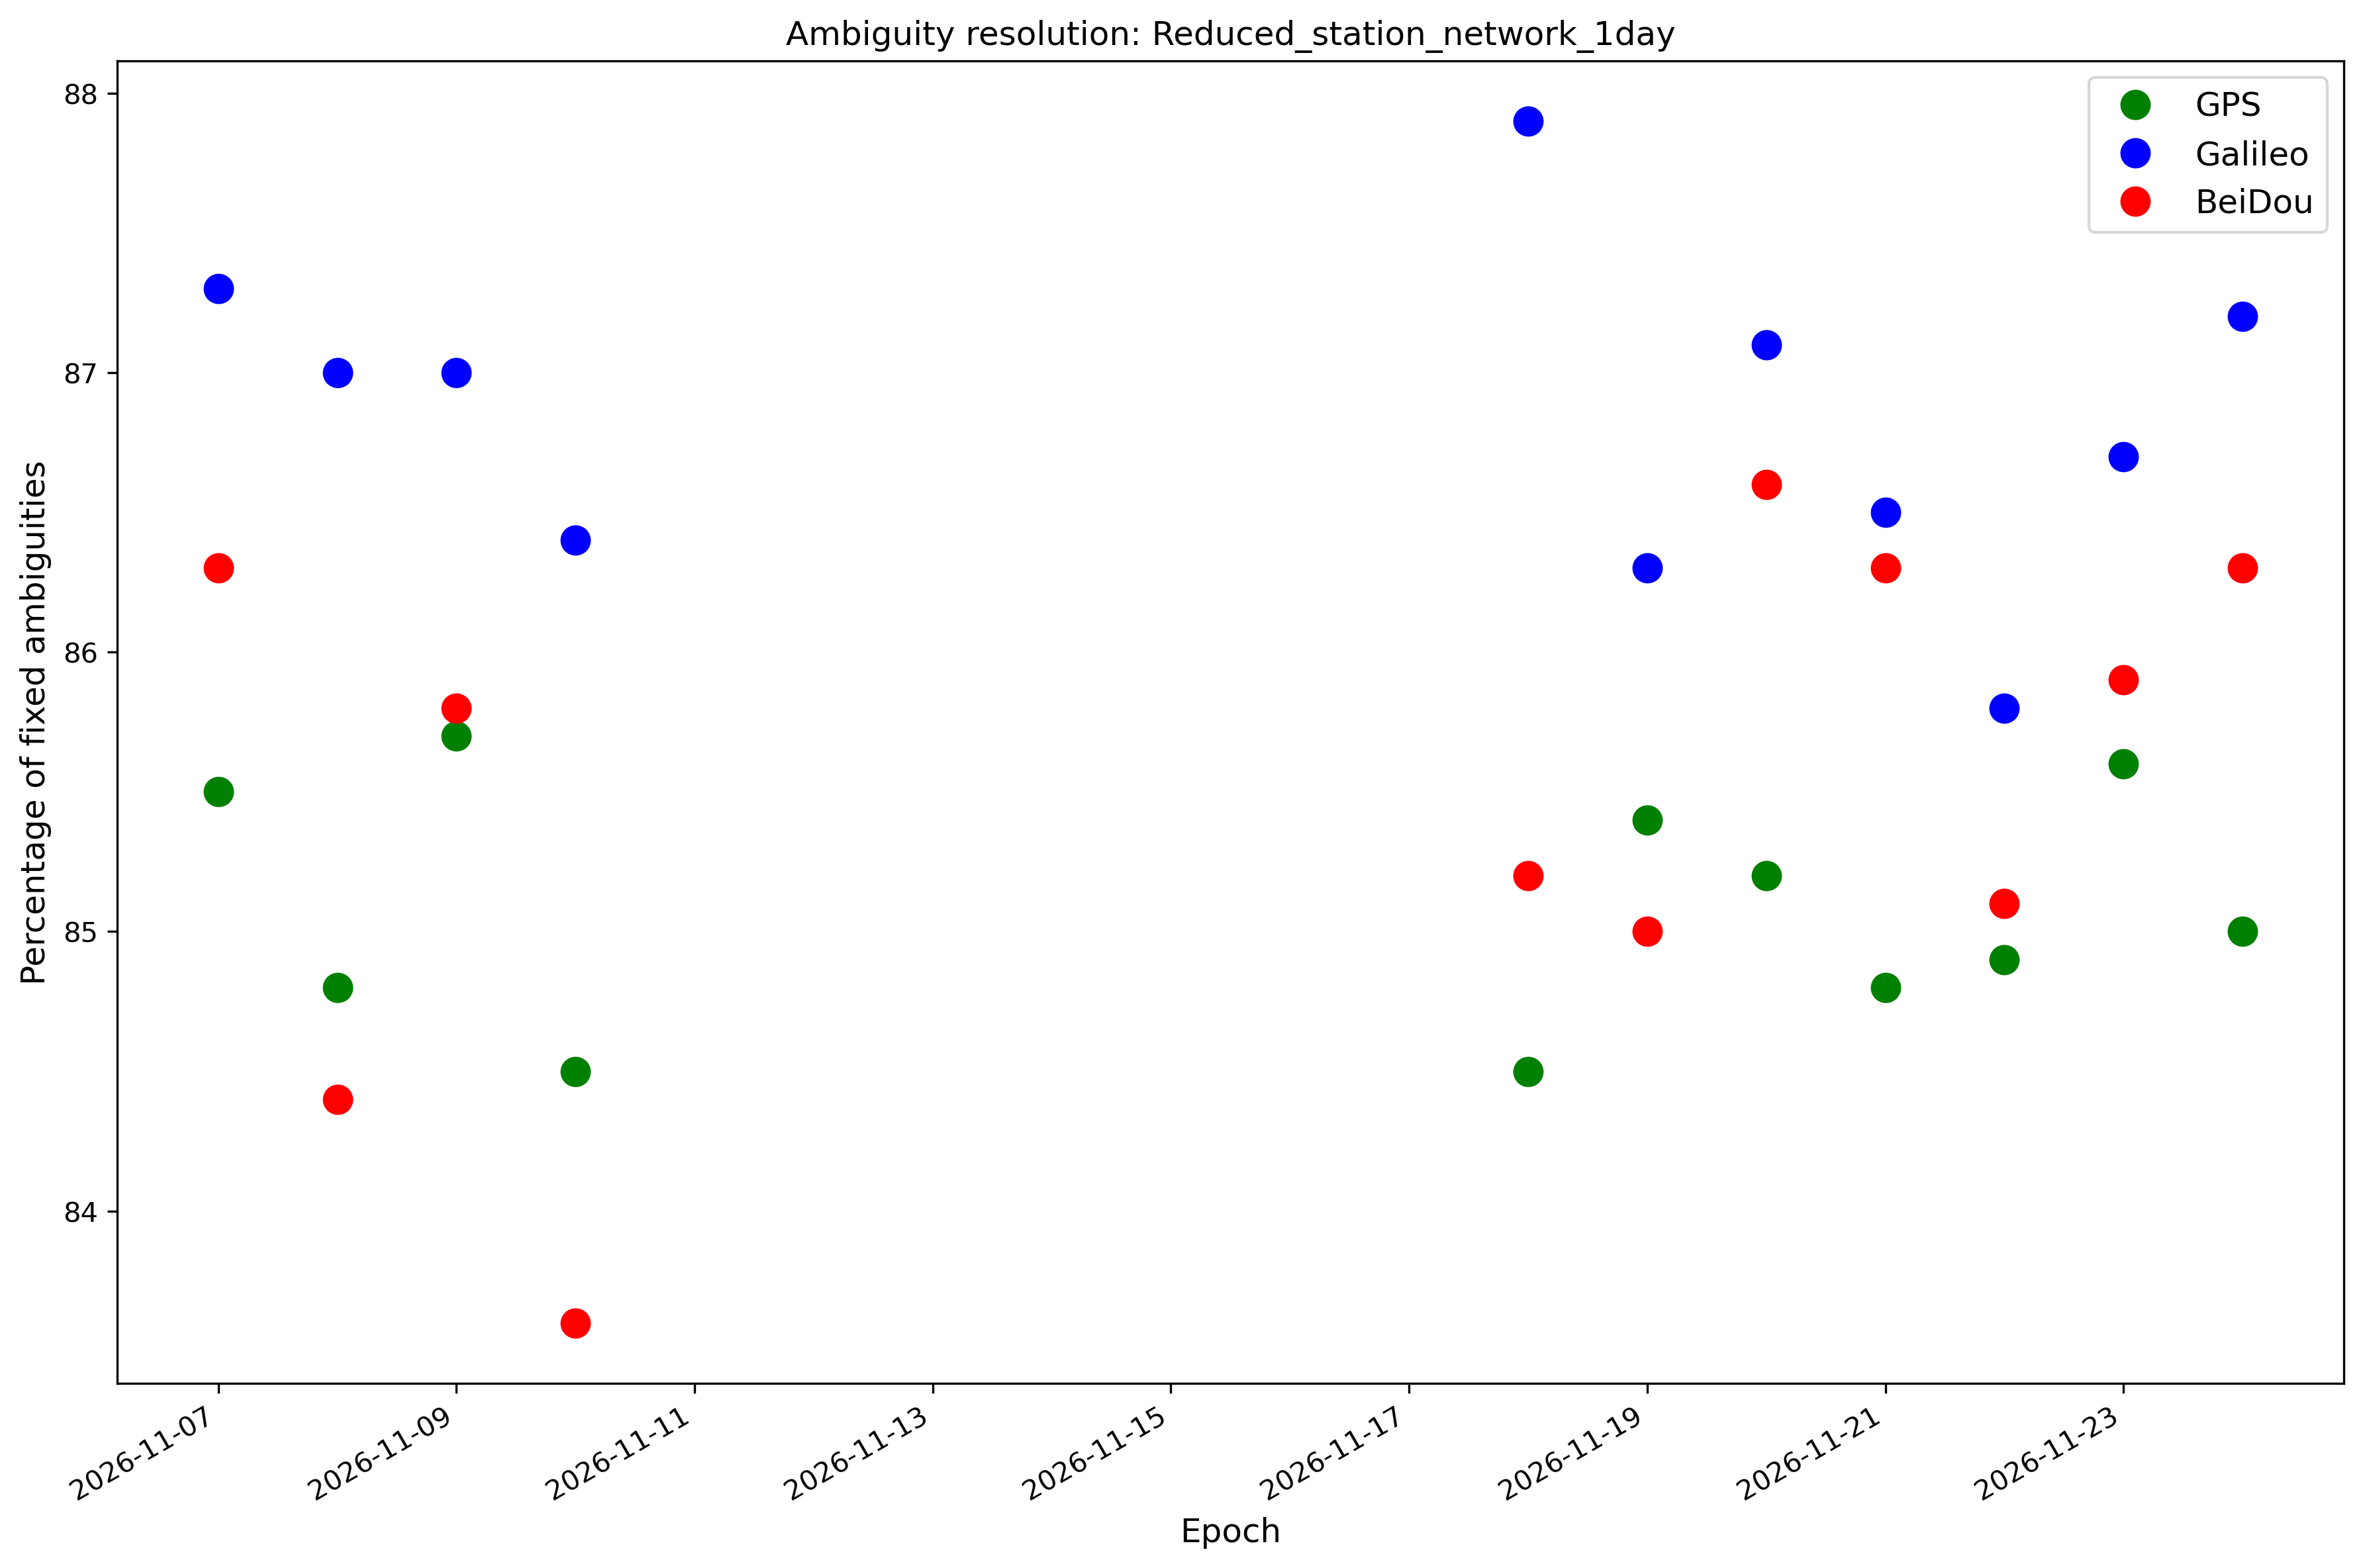 Ambiguity resolution: Reduced_station_network_1day
GPS
Galileo
BeiDou
Percentage of fixed ambiguities
88
87
86
85
84
2026-11-07
2026-11-09
2026-11-11
2026-11-13
2026-11-15
2026-11-17
2026-11-19
2026-11-21
2026-11-23
Epoch